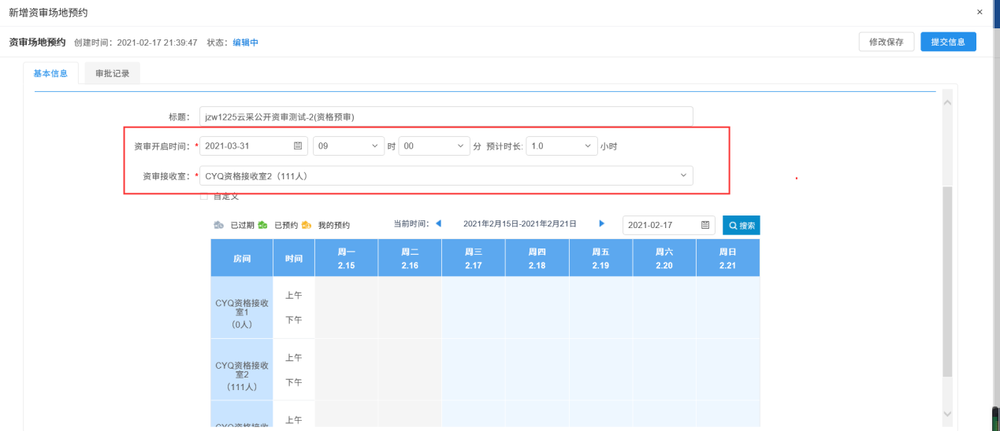 新增资审场地预约 ×
资审场地预约 创建时间：2021-02-17 21:39:47 状态：编辑中 修改保存 提交信息
基本信息 审批记录
标题： jzw1225云采公开资审测试-2(资格预审)
资审开启时间：* 2021-03-31 09 时 00 分 预计时长: 1.0 小时
资审接收室：* CYQ资格接收室2（111人）
自定义
已过期 已预约 我的预约 当前时间： 2021年2月15日-2021年2月21日 2021-02-17 搜索
房间 时间 周一 周二 周三 周四 周五 周六 周日
2.15 2.16 2.17 2.18 2.19 2.20 2.21
上午
CYQ资格接收
室1
下午
（0人）
上午
CYQ资格接收
室2
下午
（111人）
上午
CYQ资格接收